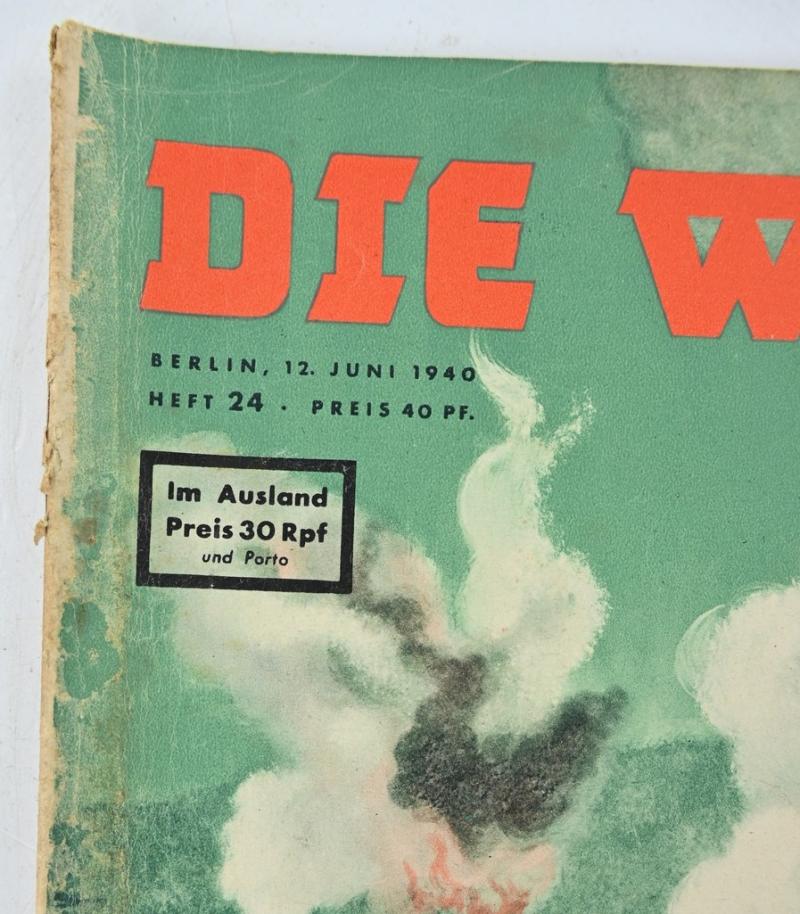 DIE W
BERLIN, 12. JUNI 1940
HEFT 24 · PREIS 40 PF.
Im Ausland
Preis 30 Rpf
und Porto